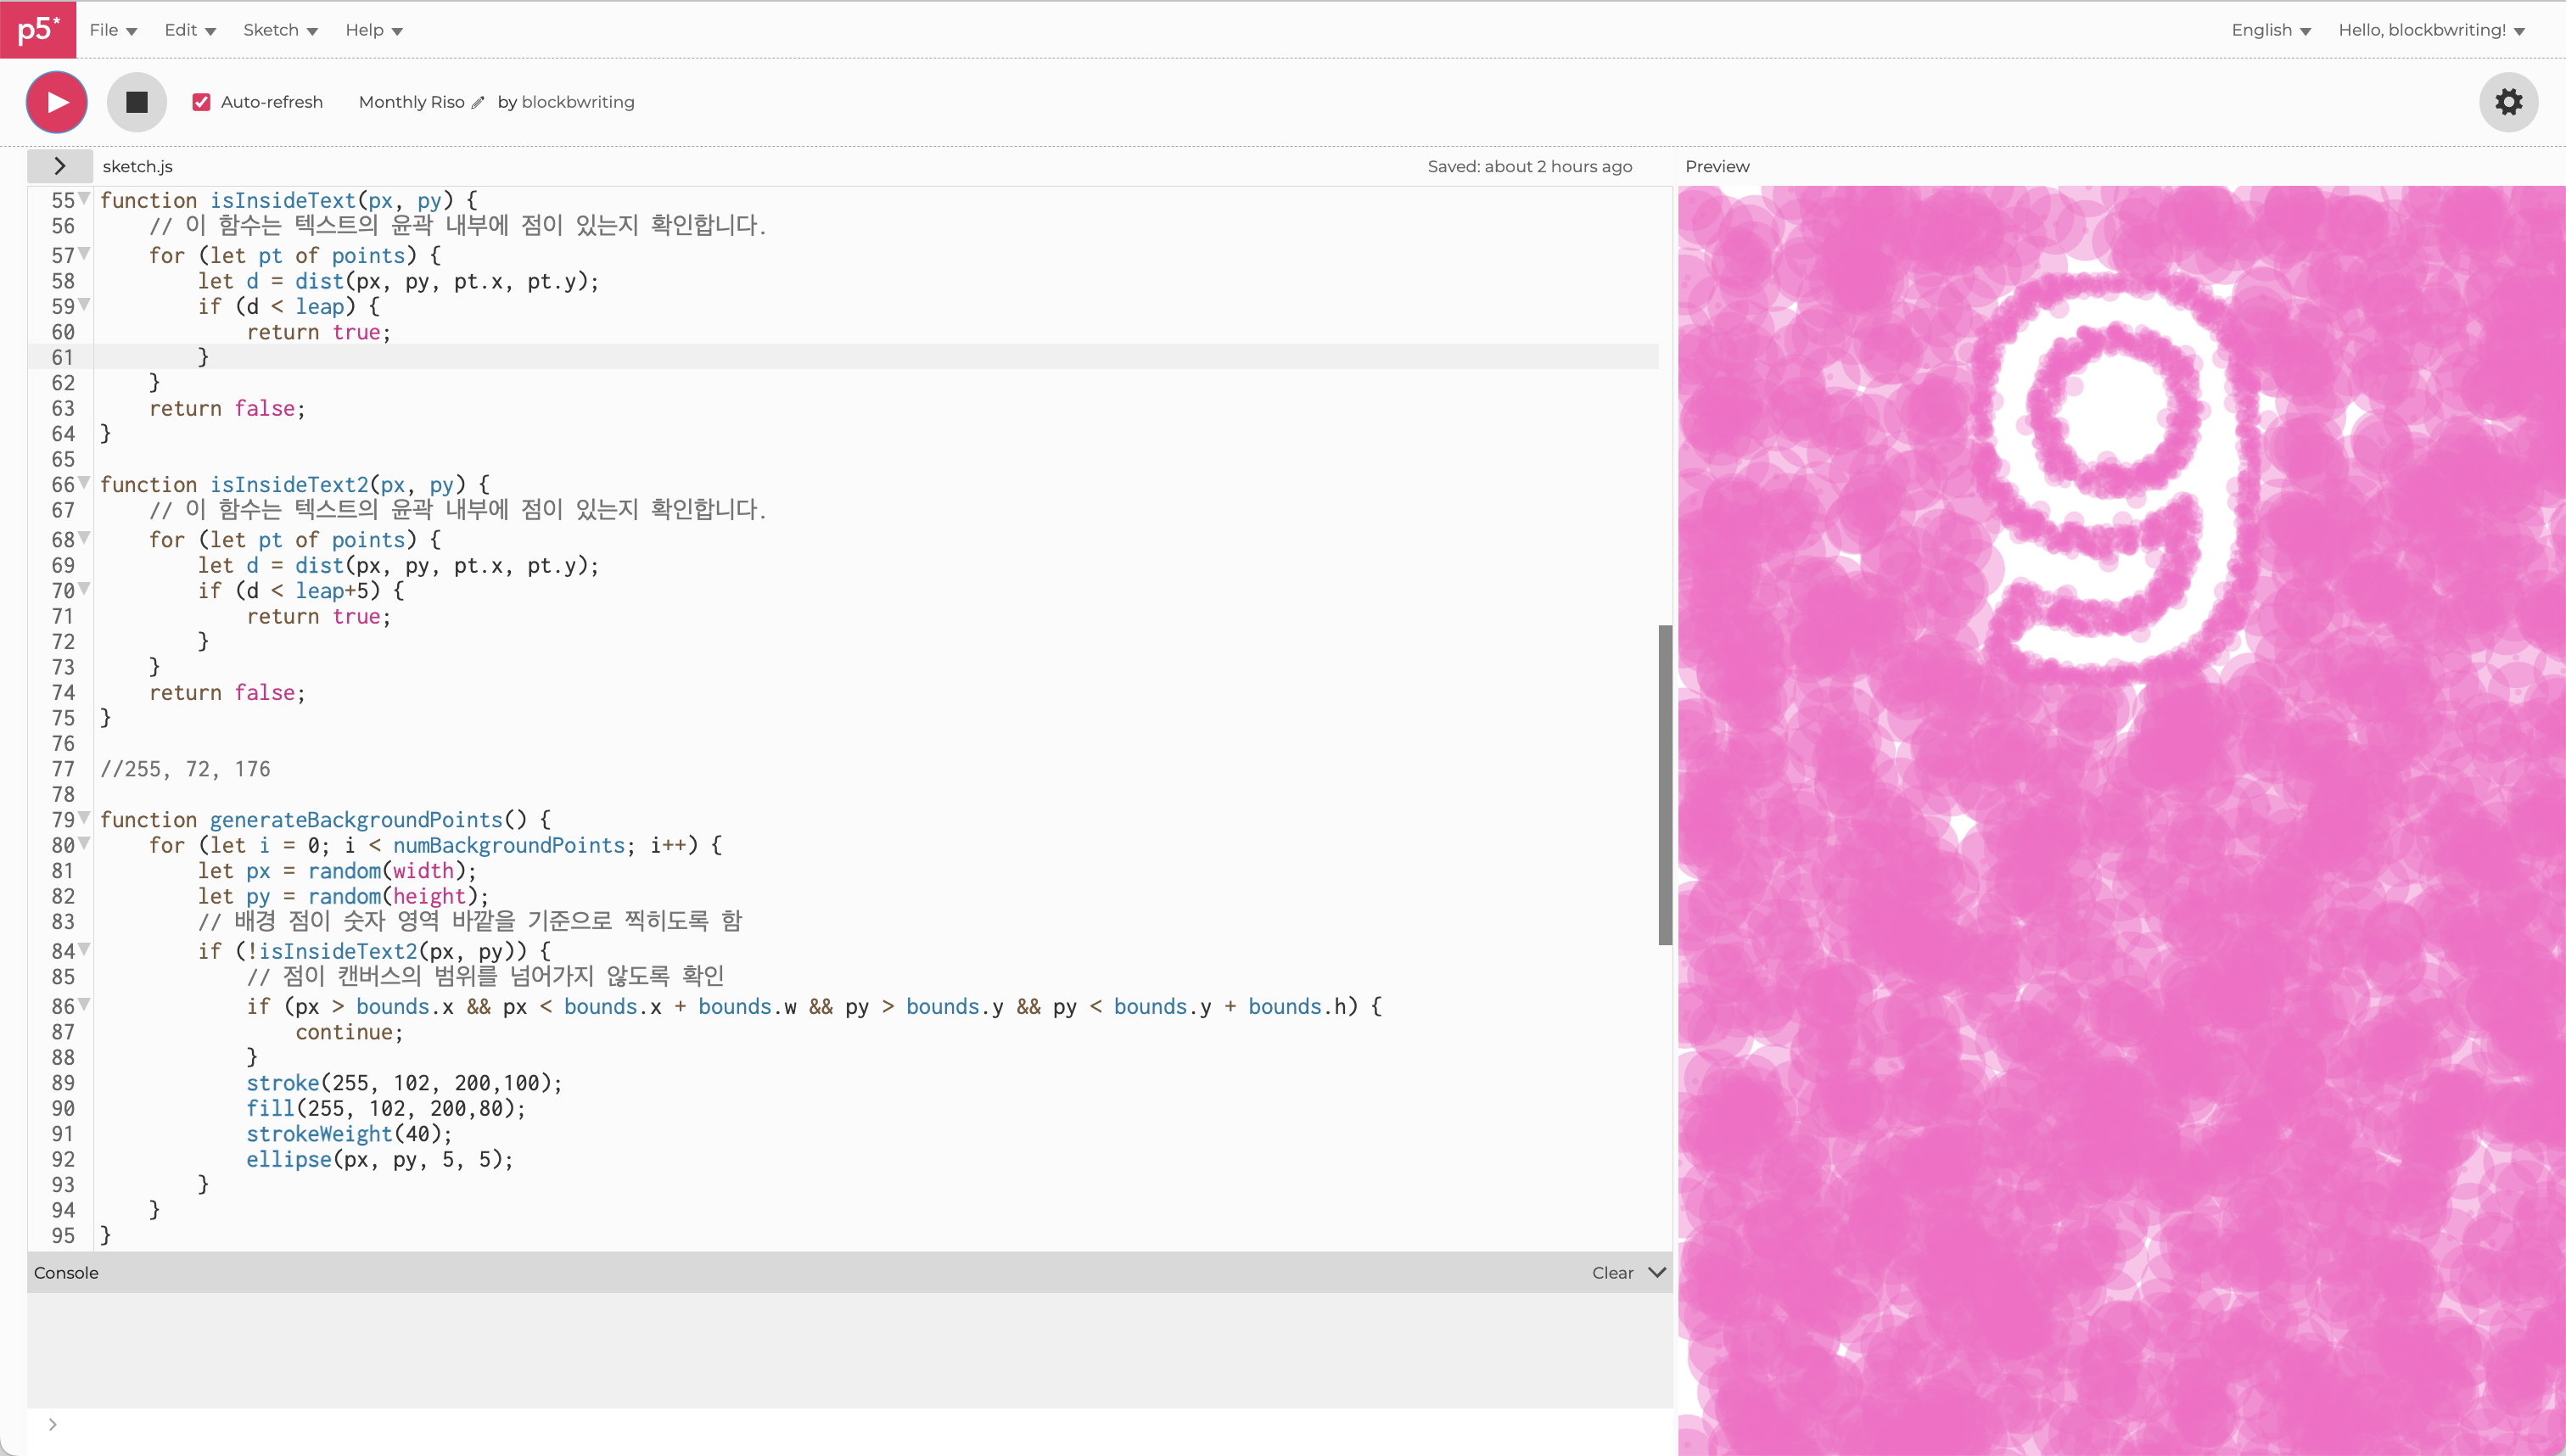 p5* File Edit Sketch Help English Hello, blockbwriting!
Auto-refresh Monthly Riso by blockbwriting
sketch.js Saved: about 2 hours ago Preview
55 function isInsideText(px, py) {
56     // 이 함수는 텍스트의 윤곽 내부에 점이 있는지 확인합니다.
57     for (let pt of points) {
58         let d = dist(px, py, pt.x, pt.y);
59         if (d < leap) {
60             return true;
61         }
62     }
63     return false;
64 }
65
66 function isInsideText2(px, py) {
67     // 이 함수는 텍스트의 윤곽 내부에 점이 있는지 확인합니다.
68     for (let pt of points) {
69         let d = dist(px, py, pt.x, pt.y);
70         if (d < leap+5) {
71             return true;
72         }
73     }
74     return false;
75 }
76
77 //255, 72, 176
78
79 function generateBackgroundPoints() {
80     for (let i = 0; i < numBackgroundPoints; i++) {
81         let px = random(width);
82         let py = random(height);
83         // 배경 점이 숫자 영역 바깥을 기준으로 찍히도록 함
84         if (!isInsideText2(px, py)) {
85             // 점이 캔버스의 범위를 넘어가지 않도록 확인
86             if (px > bounds.x && px < bounds.x + bounds.w && py > bounds.y && py < bounds.y + bounds.h) {
87                 continue;
88             }
89             stroke(255, 102, 200,100);
90             fill(255, 102, 200,80);
91             strokeWeight(40);
92             ellipse(px, py, 5, 5);
93         }
94     }
95 }
Console Clear
>
9